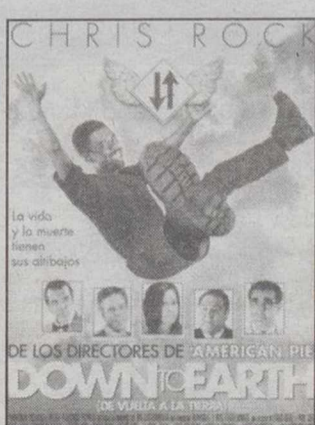 CHRIS ROCK
La vida
y la muerte
tienen
sus altibajos
DE LOS DIRECTORES DE 'AMERICAN PIE'
DOWN TO EARTH
(DE VUELTA A LA TIERRA)